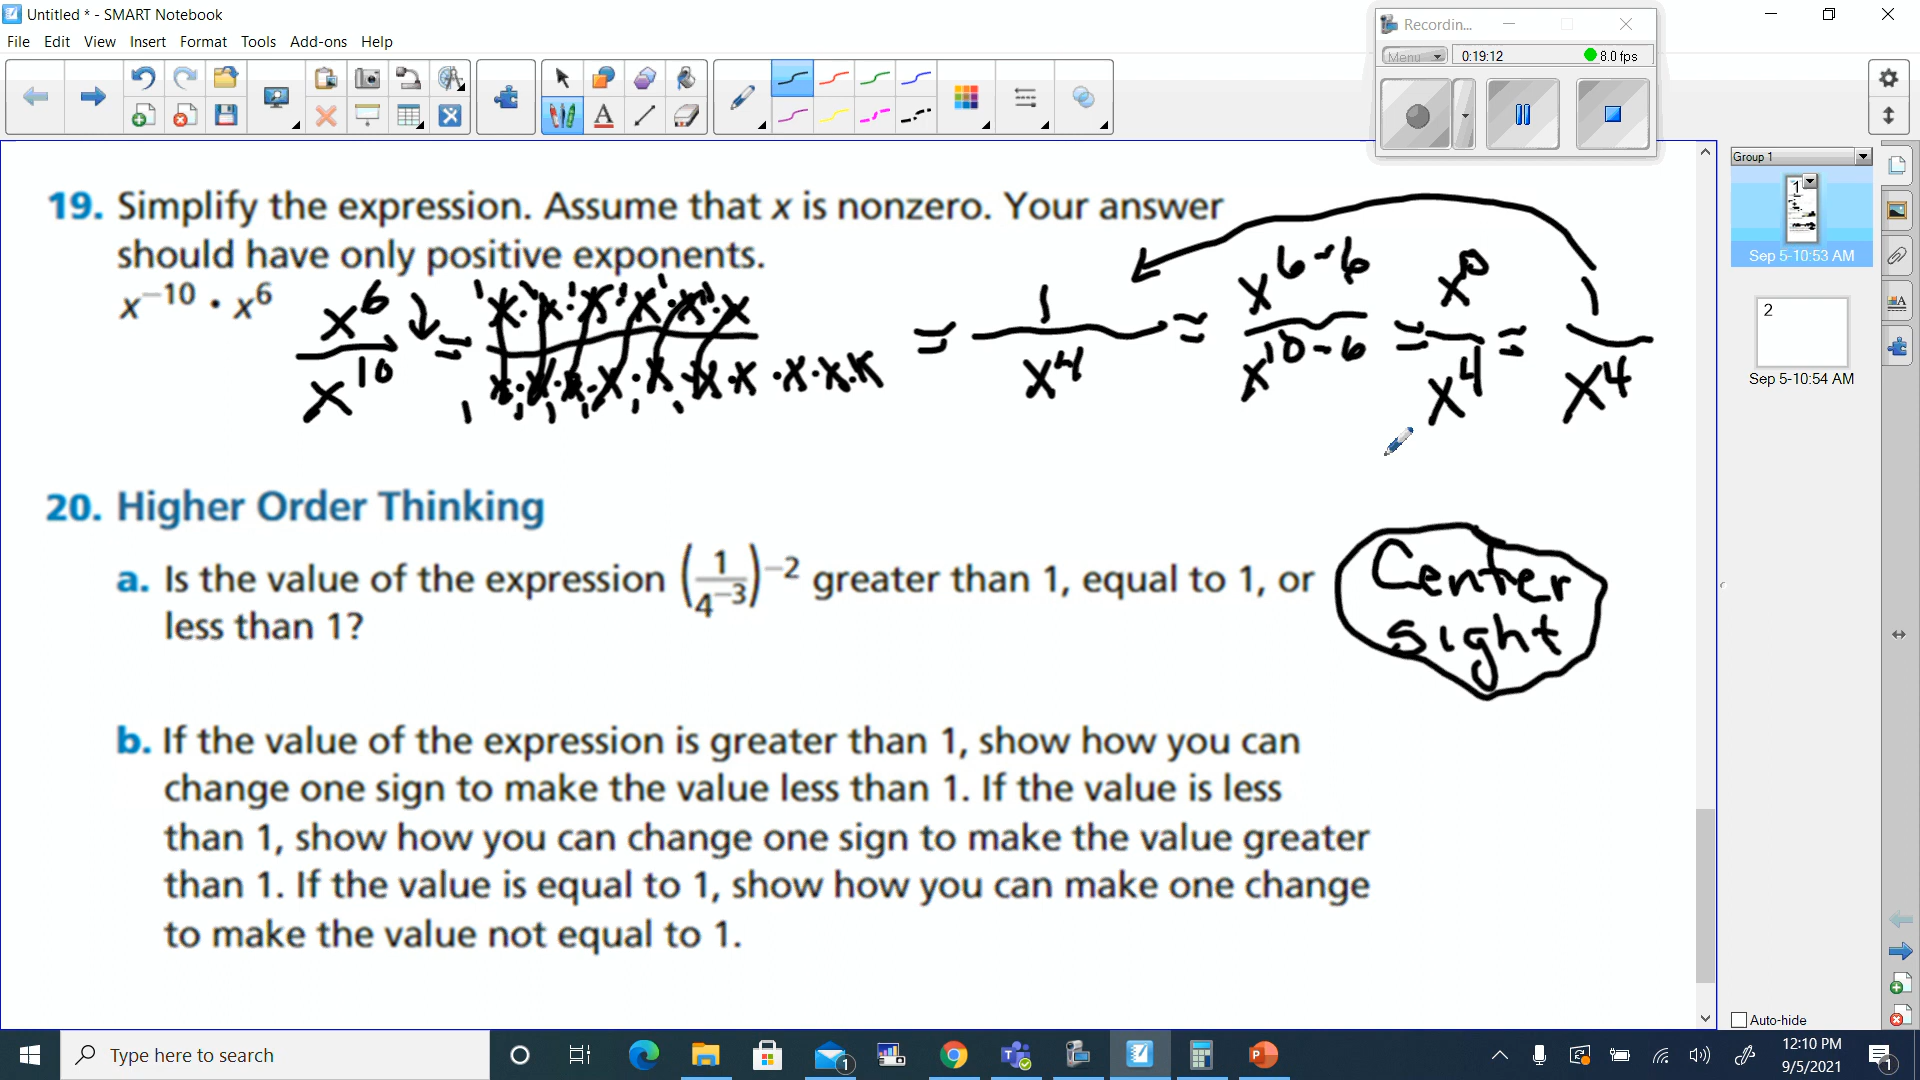 Untitled * - SMART Notebook
File Edit View Insert Format Tools Add-ons Help
Recordin...
Menu 0:19:12 8.0 fps
Group 1
1
Sep 5-10:53 AM
2
Sep 5-10:54 AM
19. Simplify the expression. Assume that x is nonzero. Your answer
should have only positive exponents.
x⁻¹⁰ • x⁶
x⁶/x¹⁰ = x·x·x·x·x·x / x·x·x·x·x·x·x·x·x·x = 1/x⁴ = x⁶⁻⁶/x¹⁰⁻⁶ = x⁰/x⁴ = 1/x⁴
20. Higher Order Thinking
a. Is the value of the expression (1/4⁻³)⁻² greater than 1, equal to 1, or
less than 1?
Center
sight
b. If the value of the expression is greater than 1, show how you can
change one sign to make the value less than 1. If the value is less
than 1, show how you can change one sign to make the value greater
than 1. If the value is equal to 1, show how you can make one change
to make the value not equal to 1.
Auto-hide
Type here to search
1
12:10 PM
9/5/2021
1